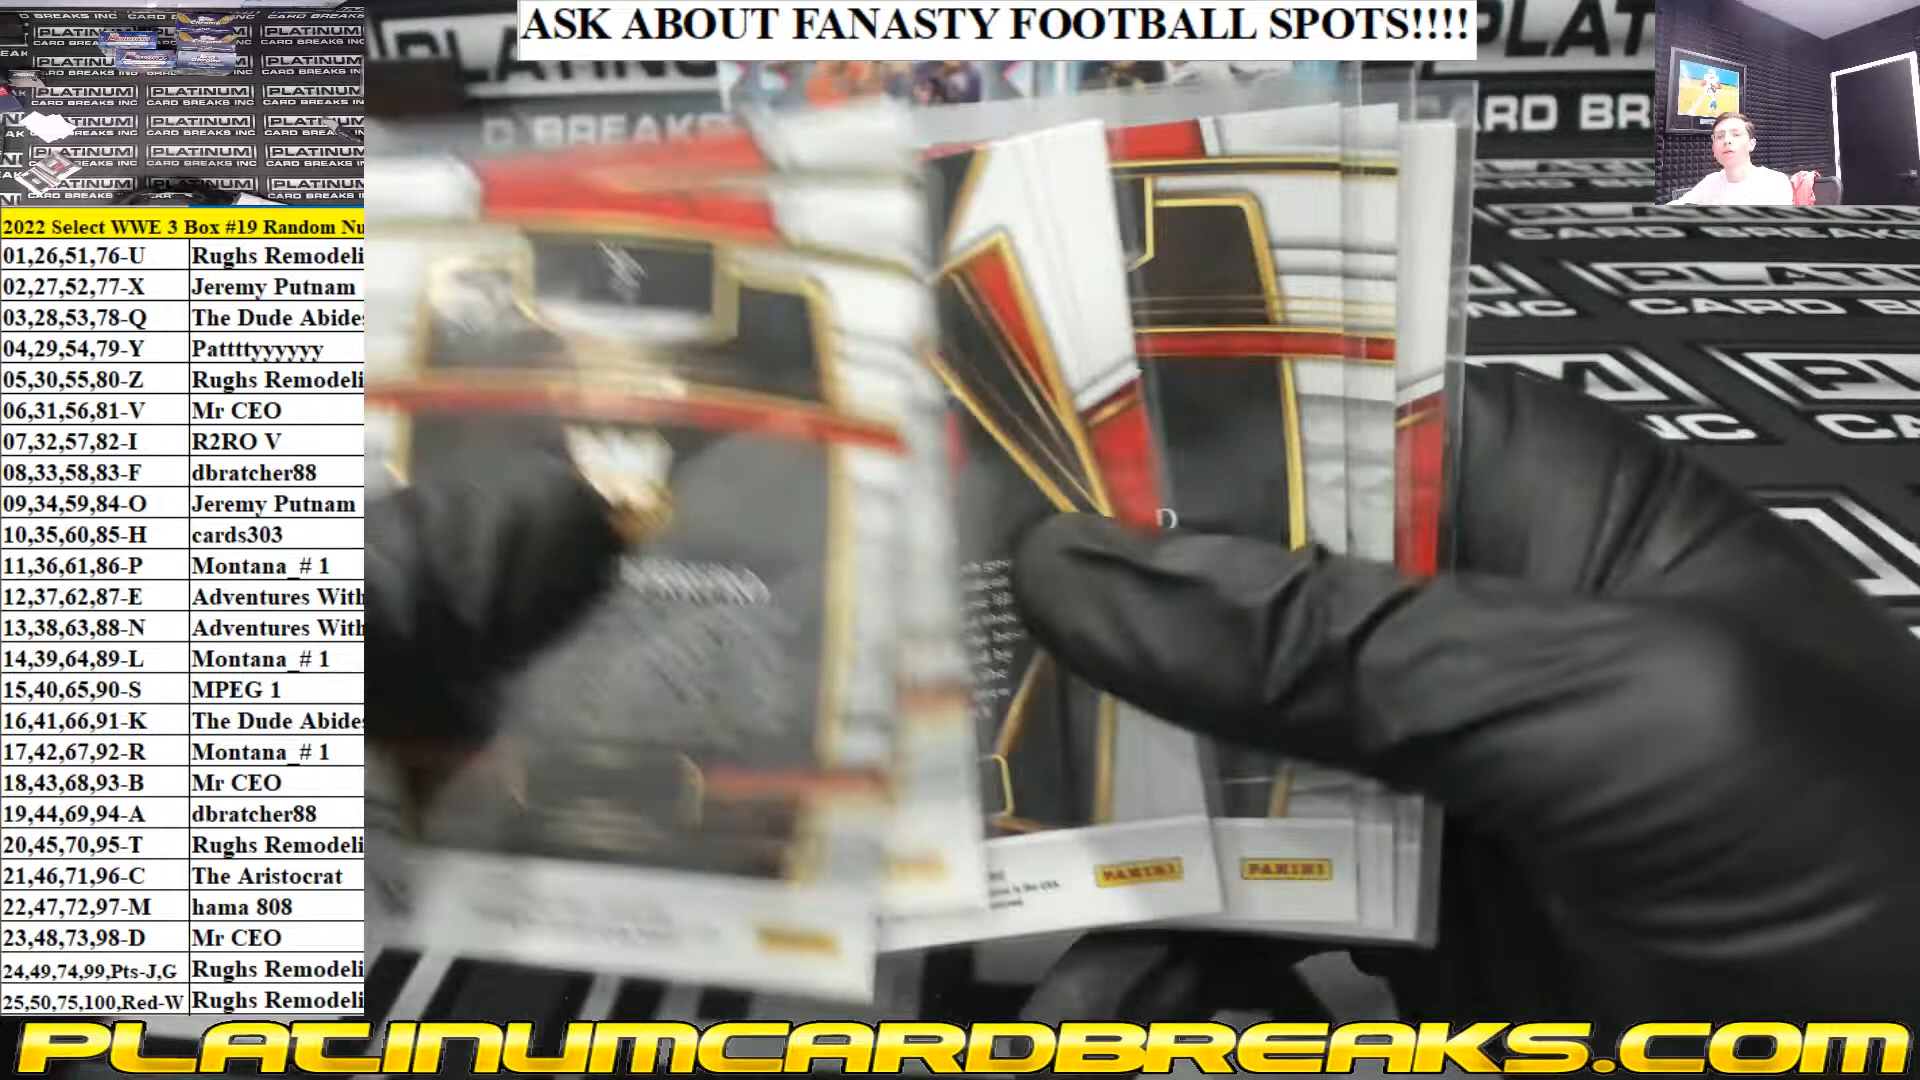 ASK ABOUT FANASTY FOOTBALL SPOTS!!!!
2022 Select WWE 3 Box #19 Random Nu
01,26,51,76-U Rughs Remodeli
02,27,52,77-X Jeremy Putnam
03,28,53,78-Q The Dude Abides
04,29,54,79-Y Pattttyyyyyy
05,30,55,80-Z Rughs Remodeli
06,31,56,81-V Mr CEO
07,32,57,82-I R2RO V
08,33,58,83-F dbratcher88
09,34,59,84-O Jeremy Putnam
10,35,60,85-H cards303
11,36,61,86-P Montana_# 1
12,37,62,87-E Adventures With
13,38,63,88-N Adventures With
14,39,64,89-L Montana_# 1
15,40,65,90-S MPEG 1
16,41,66,91-K The Dude Abides
17,42,67,92-R Montana_# 1
18,43,68,93-B Mr CEO
19,44,69,94-A dbratcher88
20,45,70,95-T Rughs Remodeli
21,46,71,96-C The Aristocrat
22,47,72,97-M hama 808
23,48,73,98-D Mr CEO
24,49,74,99,Pts-J,G Rughs Remodeli
25,50,75,100,Red-W Rughs Remodeli
PLATINUM
CARD BREAKS INC
PANINI
PANINI
PLATINUMCARDBREAKS.COM